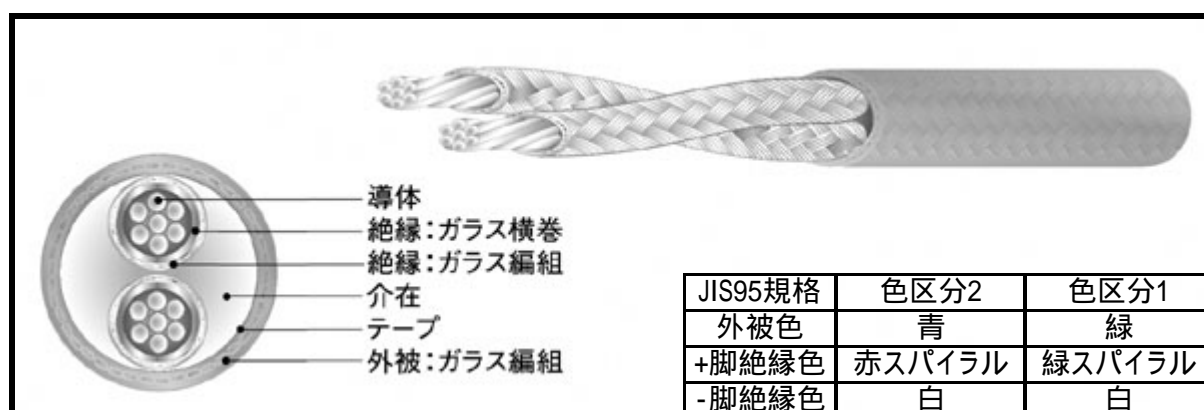 導体
絶縁：ガラス横巻
絶縁：ガラス編組
介在
テープ
外被：ガラス編組
JIS95規格 色区分2 色区分1
外被色 青 緑
+脚絶縁色 赤スパイラル 緑スパイラル
-脚絶縁色 白 白